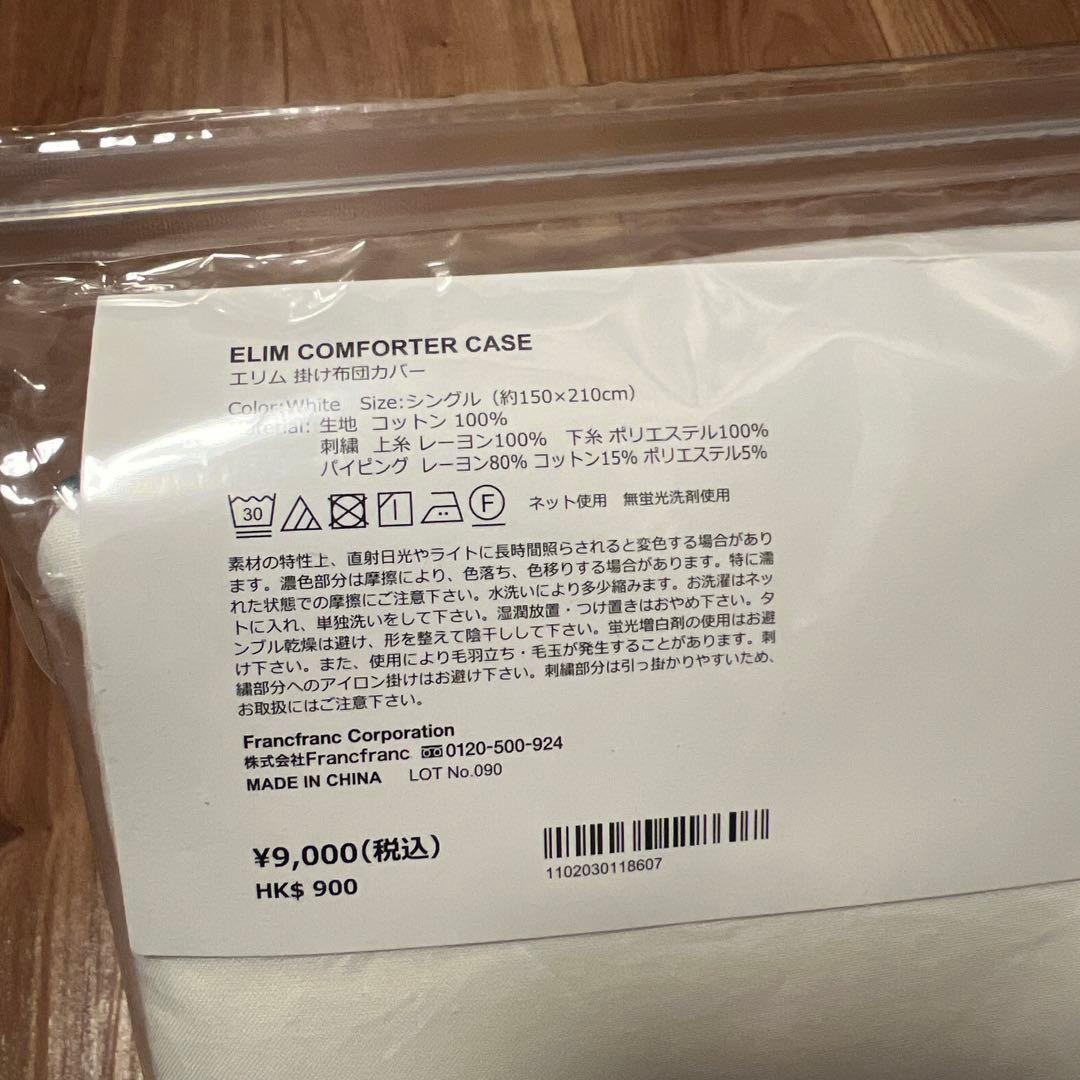 ELIM COMFORTER CASE
エリム 掛け布団カバー
Color:White Size:シングル（約150×210cm）
Material: 生地 コットン 100%
刺繍 上糸 レーヨン100% 下糸 ポリエステル100%
パイピング レーヨン80% コットン15% ポリエステル5%
30 F ネット使用 無蛍光洗剤使用
素材の特性上、直射日光やライトに長時間照らされると変色する場合があり
ます。濃色部分は摩擦により、色落ち、色移りする場合があります。特に濡
れた状態での摩擦にご注意下さい。水洗いにより多少縮みます。お洗濯はネッ
トに入れ、単独洗いをして下さい。湿潤放置・つけ置きはおやめ下さい。タ
ンブル乾燥は避け、形を整えて陰干しして下さい。蛍光増白剤の使用はお避
け下さい。また、使用により毛羽立ち・毛玉が発生することがあります。刺
繍部分へのアイロン掛けはお避け下さい。刺繍部分は引っ掛かりやすいため、
お取扱にはご注意下さい。
Francfranc Corporation
株式会社Francfranc 0120-500-924
MADE IN CHINA LOT No.090
¥9,000（税込）
HK$ 900
1102030118607